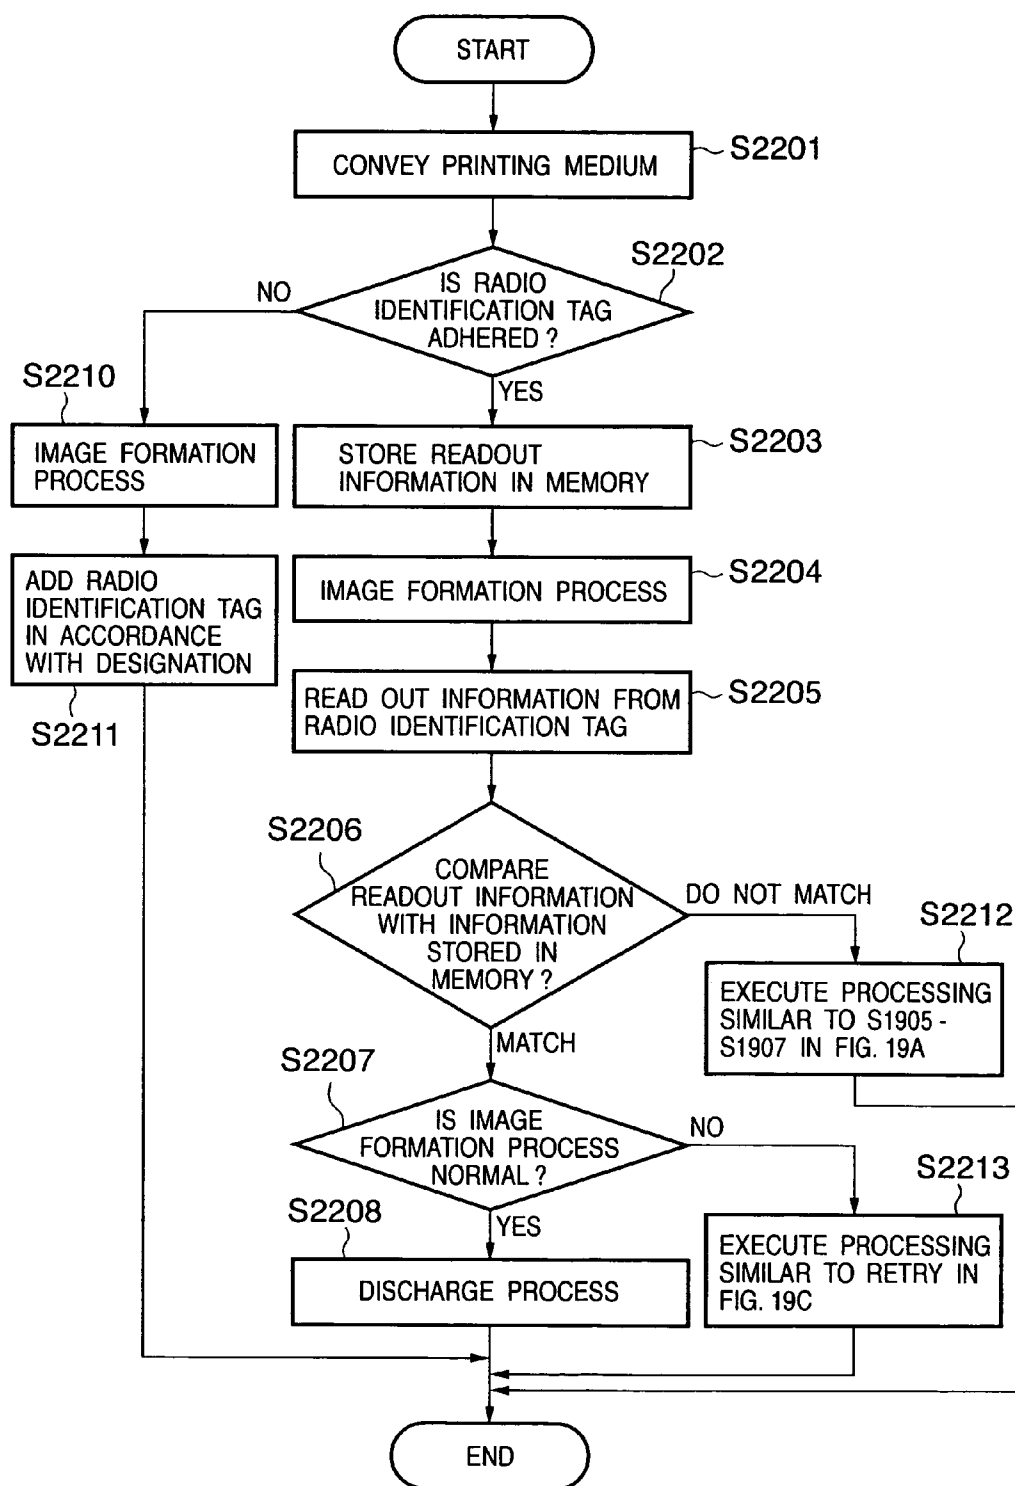 START
CONVEY PRINTING MEDIUM
S2201
S2202
IS RADIO
IDENTIFICATION TAG
ADHERED ?
NO
YES
S2210
IMAGE FORMATION
PROCESS
S2203
STORE READOUT
INFORMATION IN MEMORY
S2204
IMAGE FORMATION PROCESS
ADD RADIO
IDENTIFICATION TAG
IN ACCORDANCE
WITH DESIGNATION
S2211
S2205
READ OUT INFORMATION FROM
RADIO IDENTIFICATION TAG
S2206
COMPARE
READOUT INFORMATION
WITH INFORMATION
STORED IN
MEMORY ?
DO NOT MATCH
S2212
EXECUTE PROCESSING
SIMILAR TO S1905 -
S1907 IN FIG. 19A
MATCH
S2207
IS IMAGE
FORMATION PROCESS
NORMAL ?
NO
S2213
EXECUTE PROCESSING
SIMILAR TO RETRY IN
FIG. 19C
YES
S2208
DISCHARGE PROCESS
END